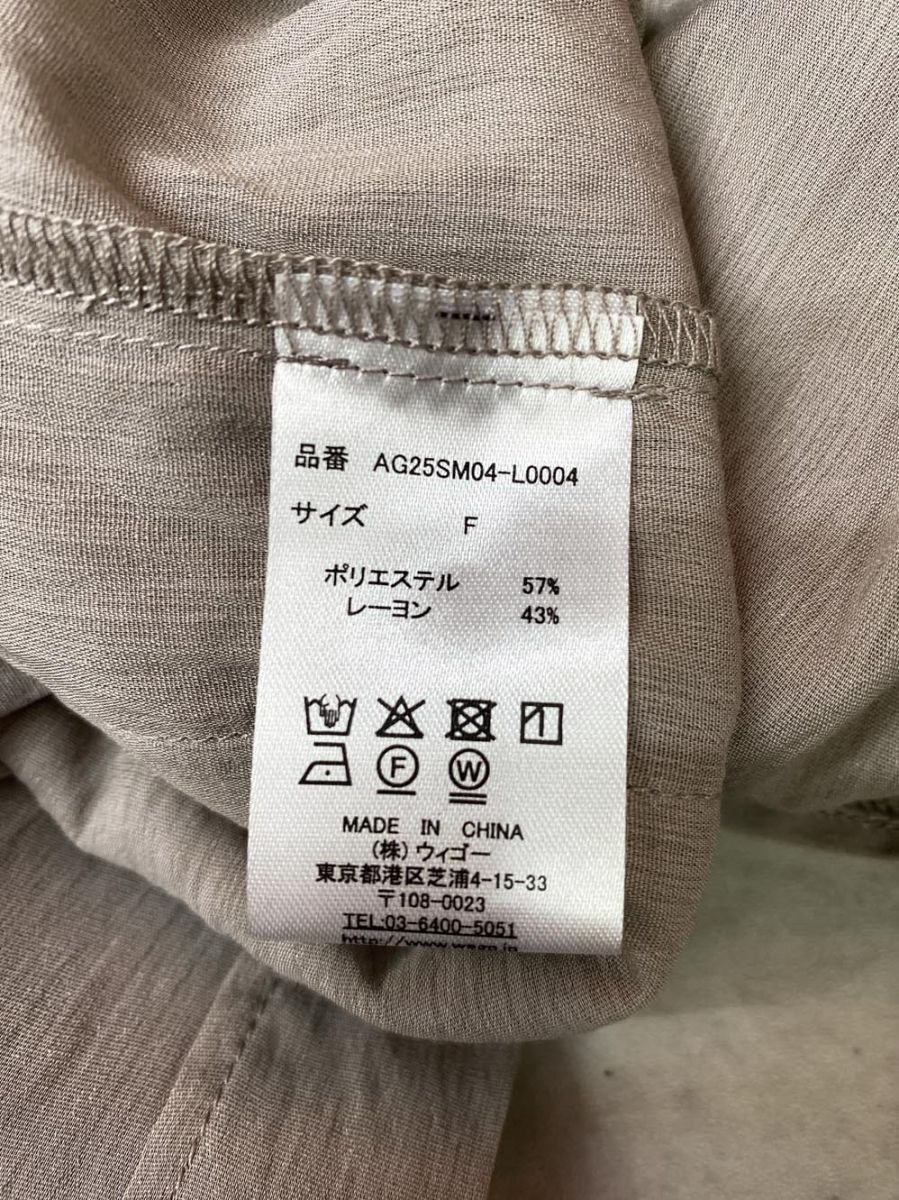 品番 AG25SM04-L0004
サイズ F
ポリエステル 57%
レーヨン 43%
F W
MADE IN CHINA
(株)ウィゴー
東京都港区芝浦4-15-33
〒108-0023
TEL:03-6400-5051